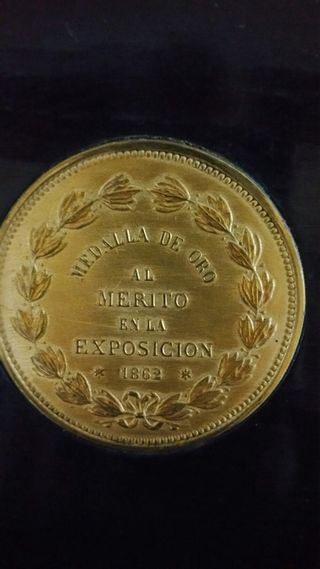 MEDALLA DE ORO
AL
MERITO
EN LA
EXPOSICION
* 1862 *